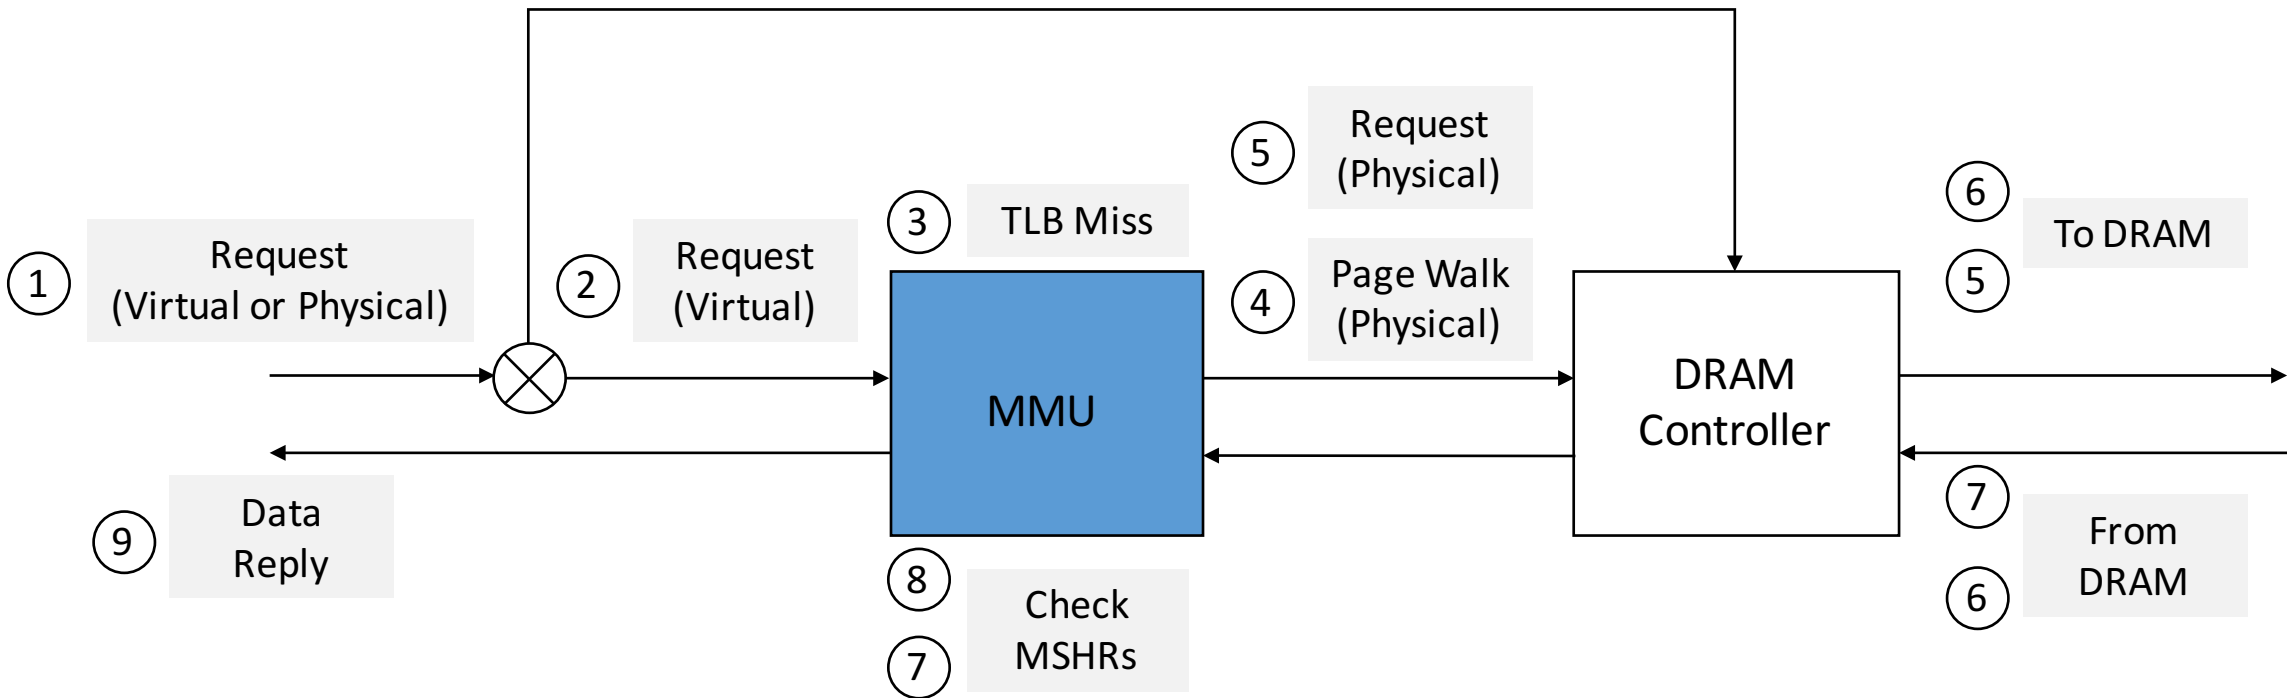 1
Request
(Virtual or Physical)
2
Request
(Virtual)
3
TLB Miss
5
Request
(Physical)
4
Page Walk
(Physical)
6
5
To DRAM
MMU
DRAM
Controller
9
Data
Reply
8
7
Check
MSHRs
7
6
From
DRAM